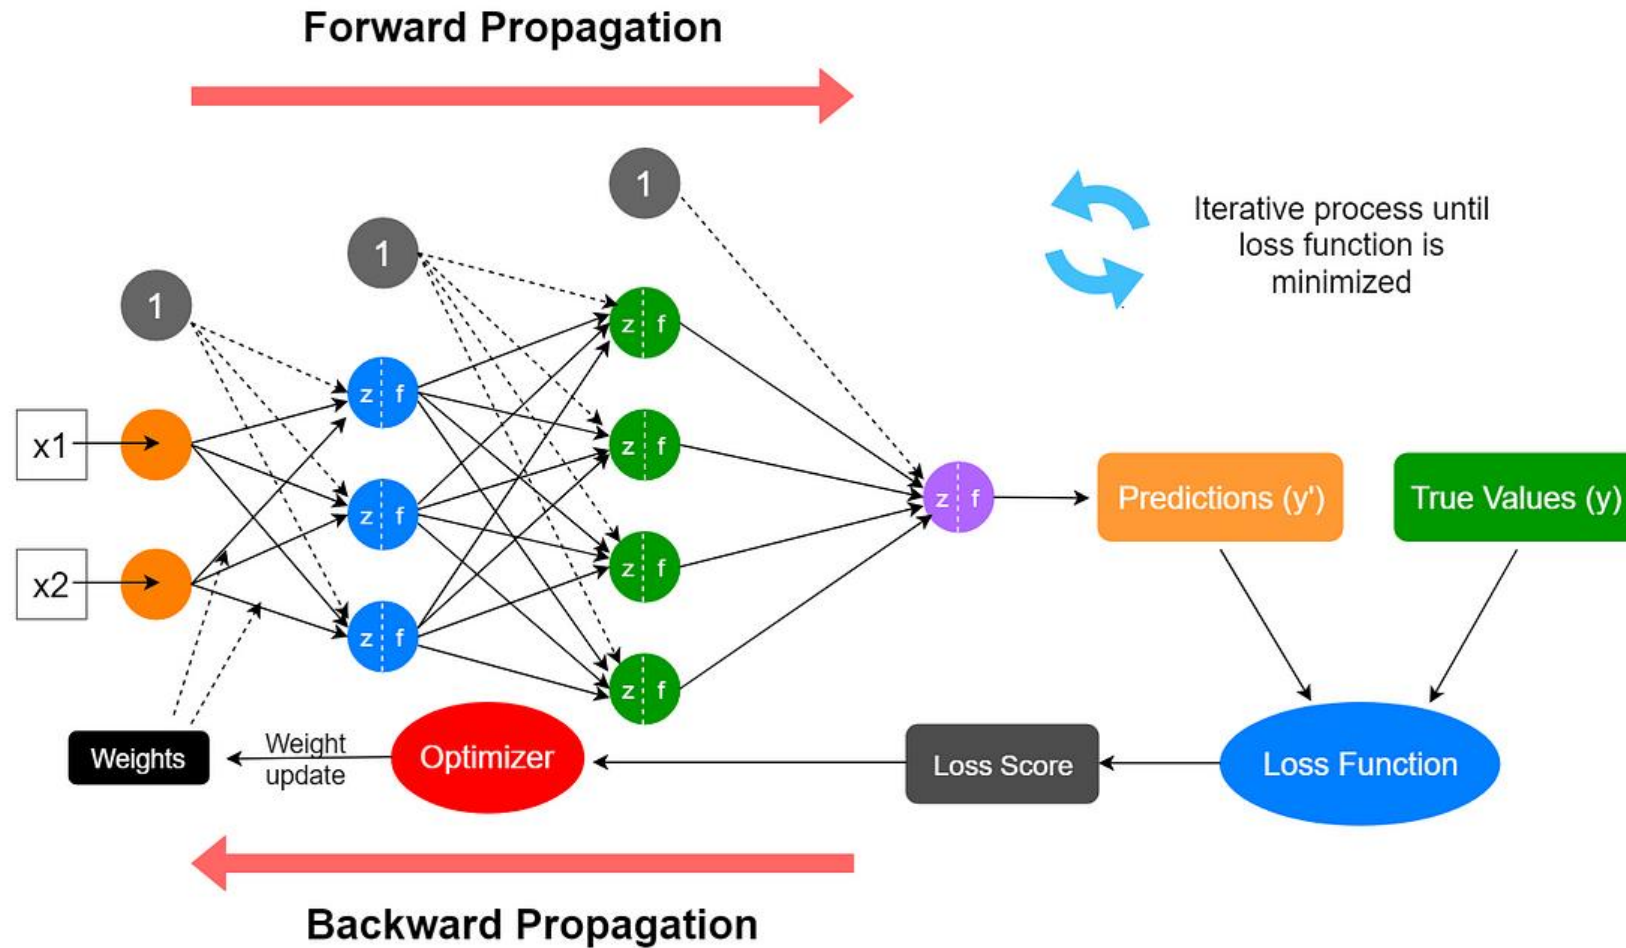 Forward Propagation
1
1
1
Iterative process until
loss function is
minimized
z f
z f
z f
z f
z f
z f
z f
z f
x1
x2
Predictions (y')
True Values (y)
Weights
Weight
update
Optimizer
Loss Score
Loss Function
Backward Propagation